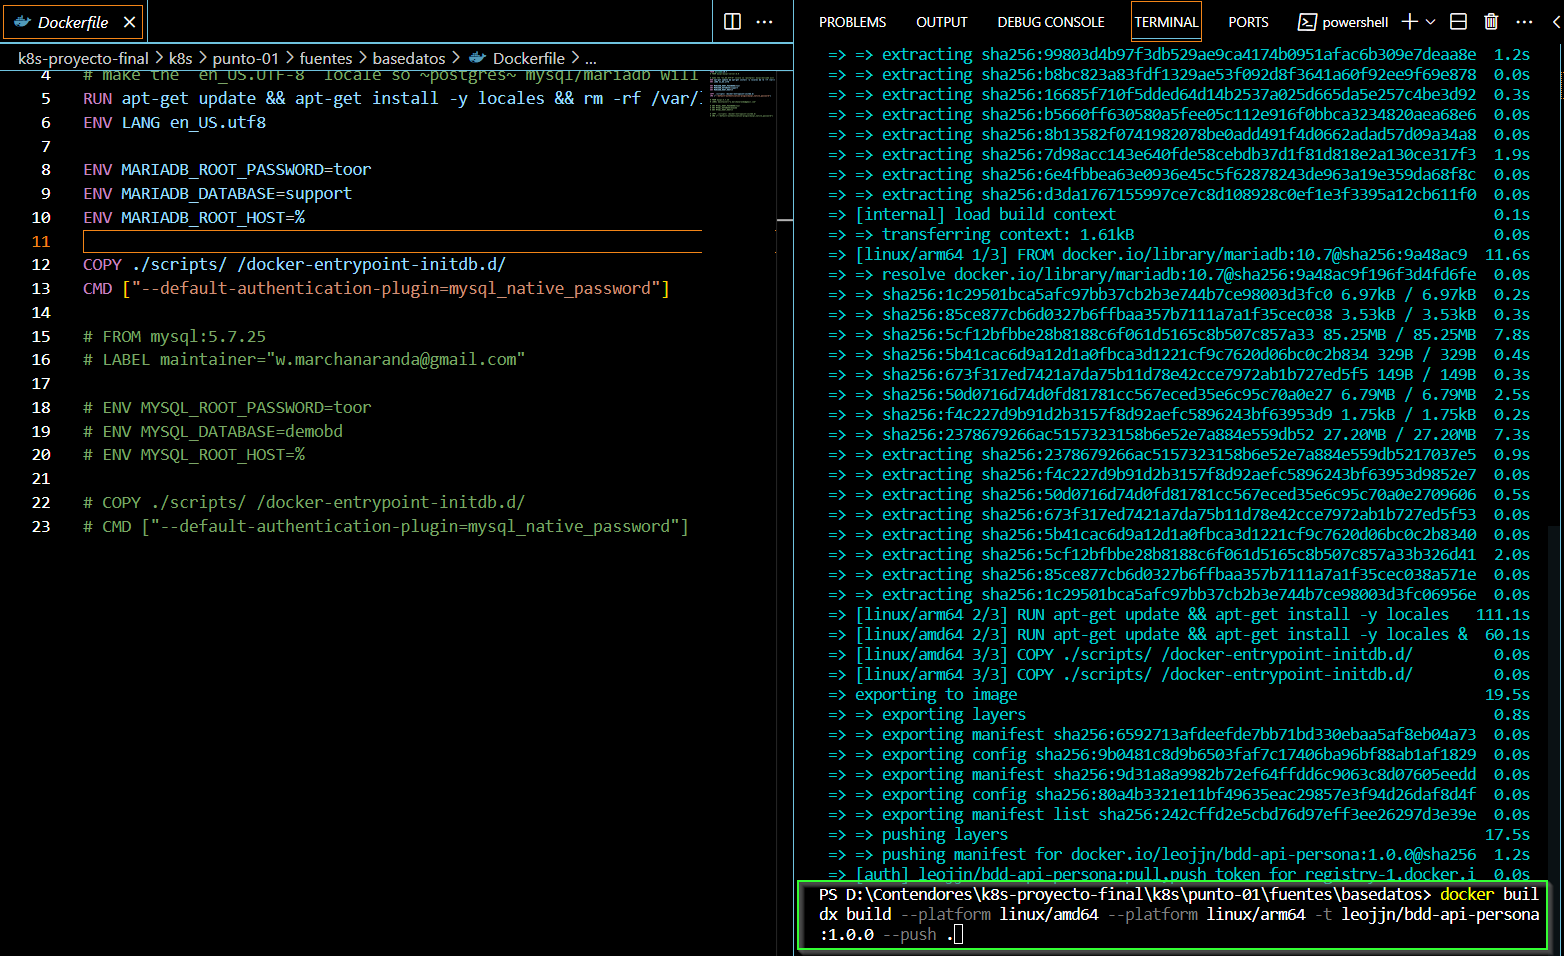 Dockerfile
k8s-proyecto-final > k8s > punto-01 > fuentes > basedatos > Dockerfile > ...
4 # make the "en_US.UTF-8" locale so ~postgres~ mysql/mariadb will
5 RUN apt-get update && apt-get install -y locales && rm -rf /var/
6 ENV LANG en_US.utf8
7
8 ENV MARIADB_ROOT_PASSWORD=toor
9 ENV MARIADB_DATABASE=support
10 ENV MARIADB_ROOT_HOST=%
11
12 COPY ./scripts/ /docker-entrypoint-initdb.d/
13 CMD ["--default-authentication-plugin=mysql_native_password"]
14
15 # FROM mysql:5.7.25
16 # LABEL maintainer="w.marchanaranda@gmail.com"
17
18 # ENV MYSQL_ROOT_PASSWORD=toor
19 # ENV MYSQL_DATABASE=demobd
20 # ENV MYSQL_ROOT_HOST=%
21
22 # COPY ./scripts/ /docker-entrypoint-initdb.d/
23 # CMD ["--default-authentication-plugin=mysql_native_password"]
PROBLEMS OUTPUT DEBUG CONSOLE TERMINAL PORTS powershell
=> => extracting sha256:99803d4b97f3db529ae9ca4174b0951afac6b309e7deaa8e 1.2s
=> => extracting sha256:b8bc823a83fdf1329ae53f092d8f3641a60f92ee9f69e878 0.0s
=> => extracting sha256:16685f710f5dded64d14b2537a025d665da5e257c4be3d92 0.3s
=> => extracting sha256:b5660ff630580a5fee05c112e916f0bbca3234820aea68e6 0.0s
=> => extracting sha256:8b13582f0741982078be0add491f4d0662adad57d09a34a8 0.0s
=> => extracting sha256:7d98acc143e640fde58cebdb37d1f81d818e2a130ce317f3 1.9s
=> => extracting sha256:6e4fbbea63e0936e45c5f62878243de963a19e359da68f8c 0.0s
=> => extracting sha256:d3da1767155997ce7c8d108928c0ef1e3f3395a12cb611f0 0.0s
=> [internal] load build context 0.1s
=> => transferring context: 1.61kB 0.0s
=> [linux/arm64 1/3] FROM docker.io/library/mariadb:10.7@sha256:9a48ac9 11.6s
=> => resolve docker.io/library/mariadb:10.7@sha256:9a48ac9f196f3d4fd6fe 0.0s
=> => sha256:1c29501bca5afc97bb37cb2b3e744b7ce98003d3fc0 6.97kB / 6.97kB 0.2s
=> => sha256:85ce877cb6d0327b6ffbaa357b7111a7a1f35cec038 3.53kB / 3.53kB 0.3s
=> => sha256:5cf12bfbbe28b8188c6f061d5165c8b507c857a33 85.25MB / 85.25MB 7.8s
=> => sha256:5b41cac6d9a12d1a0fbca3d1221cf9c7620d06bc0c2b834 329B / 329B 0.4s
=> => sha256:673f317ed7421a7da75b11d78e42cce7972ab1b727ed5f5 149B / 149B 0.3s
=> => sha256:50d0716d74d0fd81781cc567eced35e6c95c70a0e27 6.79MB / 6.79MB 2.5s
=> => sha256:f4c227d9b91d2b3157f8d92aefc5896243bf63953d9 1.75kB / 1.75kB 0.2s
=> => sha256:2378679266ac5157323158b6e52e7a884e559db52 27.20MB / 27.20MB 7.3s
=> => extracting sha256:2378679266ac5157323158b6e52e7a884e559db5217037e5 0.9s
=> => extracting sha256:f4c227d9b91d2b3157f8d92aefc5896243bf63953d9852e7 0.0s
=> => extracting sha256:50d0716d74d0fd81781cc567eced35e6c95c70a0e2709606 0.5s
=> => extracting sha256:673f317ed7421a7da75b11d78e42cce7972ab1b727ed5f53 0.0s
=> => extracting sha256:5b41cac6d9a12d1a0fbca3d1221cf9c7620d06bc0c2b8340 0.0s
=> => extracting sha256:5cf12bfbbe28b8188c6f061d5165c8b507c857a33b326d41 2.0s
=> => extracting sha256:85ce877cb6d0327b6ffbaa357b7111a7a1f35cec038a571e 0.0s
=> => extracting sha256:1c29501bca5afc97bb37cb2b3e744b7ce98003d3fc06956e 0.0s
=> [linux/arm64 2/3] RUN apt-get update && apt-get install -y locales 111.1s
=> [linux/amd64 2/3] RUN apt-get update && apt-get install -y locales & 60.1s
=> [linux/amd64 3/3] COPY ./scripts/ /docker-entrypoint-initdb.d/ 0.0s
=> [linux/arm64 3/3] COPY ./scripts/ /docker-entrypoint-initdb.d/ 0.0s
=> exporting to image 19.5s
=> => exporting layers 0.8s
=> => exporting manifest sha256:6592713afdeefde7bb71bd330ebaa5af8eb04a73 0.0s
=> => exporting config sha256:9b0481c8d9b6503faf7c17406ba96bf88ab1af1829 0.0s
=> => exporting manifest sha256:9d31a8a9982b72ef64ffdd6c9063c8d07605eedd 0.0s
=> => exporting config sha256:80a4b3321e11bf49635eac29857e3f94d26daf8d4f 0.0s
=> => exporting manifest list sha256:242cffd2e5cbd76d97eff3ee26297d3e39e 0.0s
=> => pushing layers 17.5s
=> => pushing manifest for docker.io/leojjn/bdd-api-persona:1.0.0@sha256 1.2s
=> [auth] leojjn/bdd-api-persona:pull,push token for registry-1.docker.i 0.0s
PS D:\Contendores\k8s-proyecto-final\k8s\punto-01\fuentes\basedatos> docker bui
dx build --platform linux/amd64 --platform linux/arm64 -t leojjn/bdd-api-persona
:1.0.0 --push .